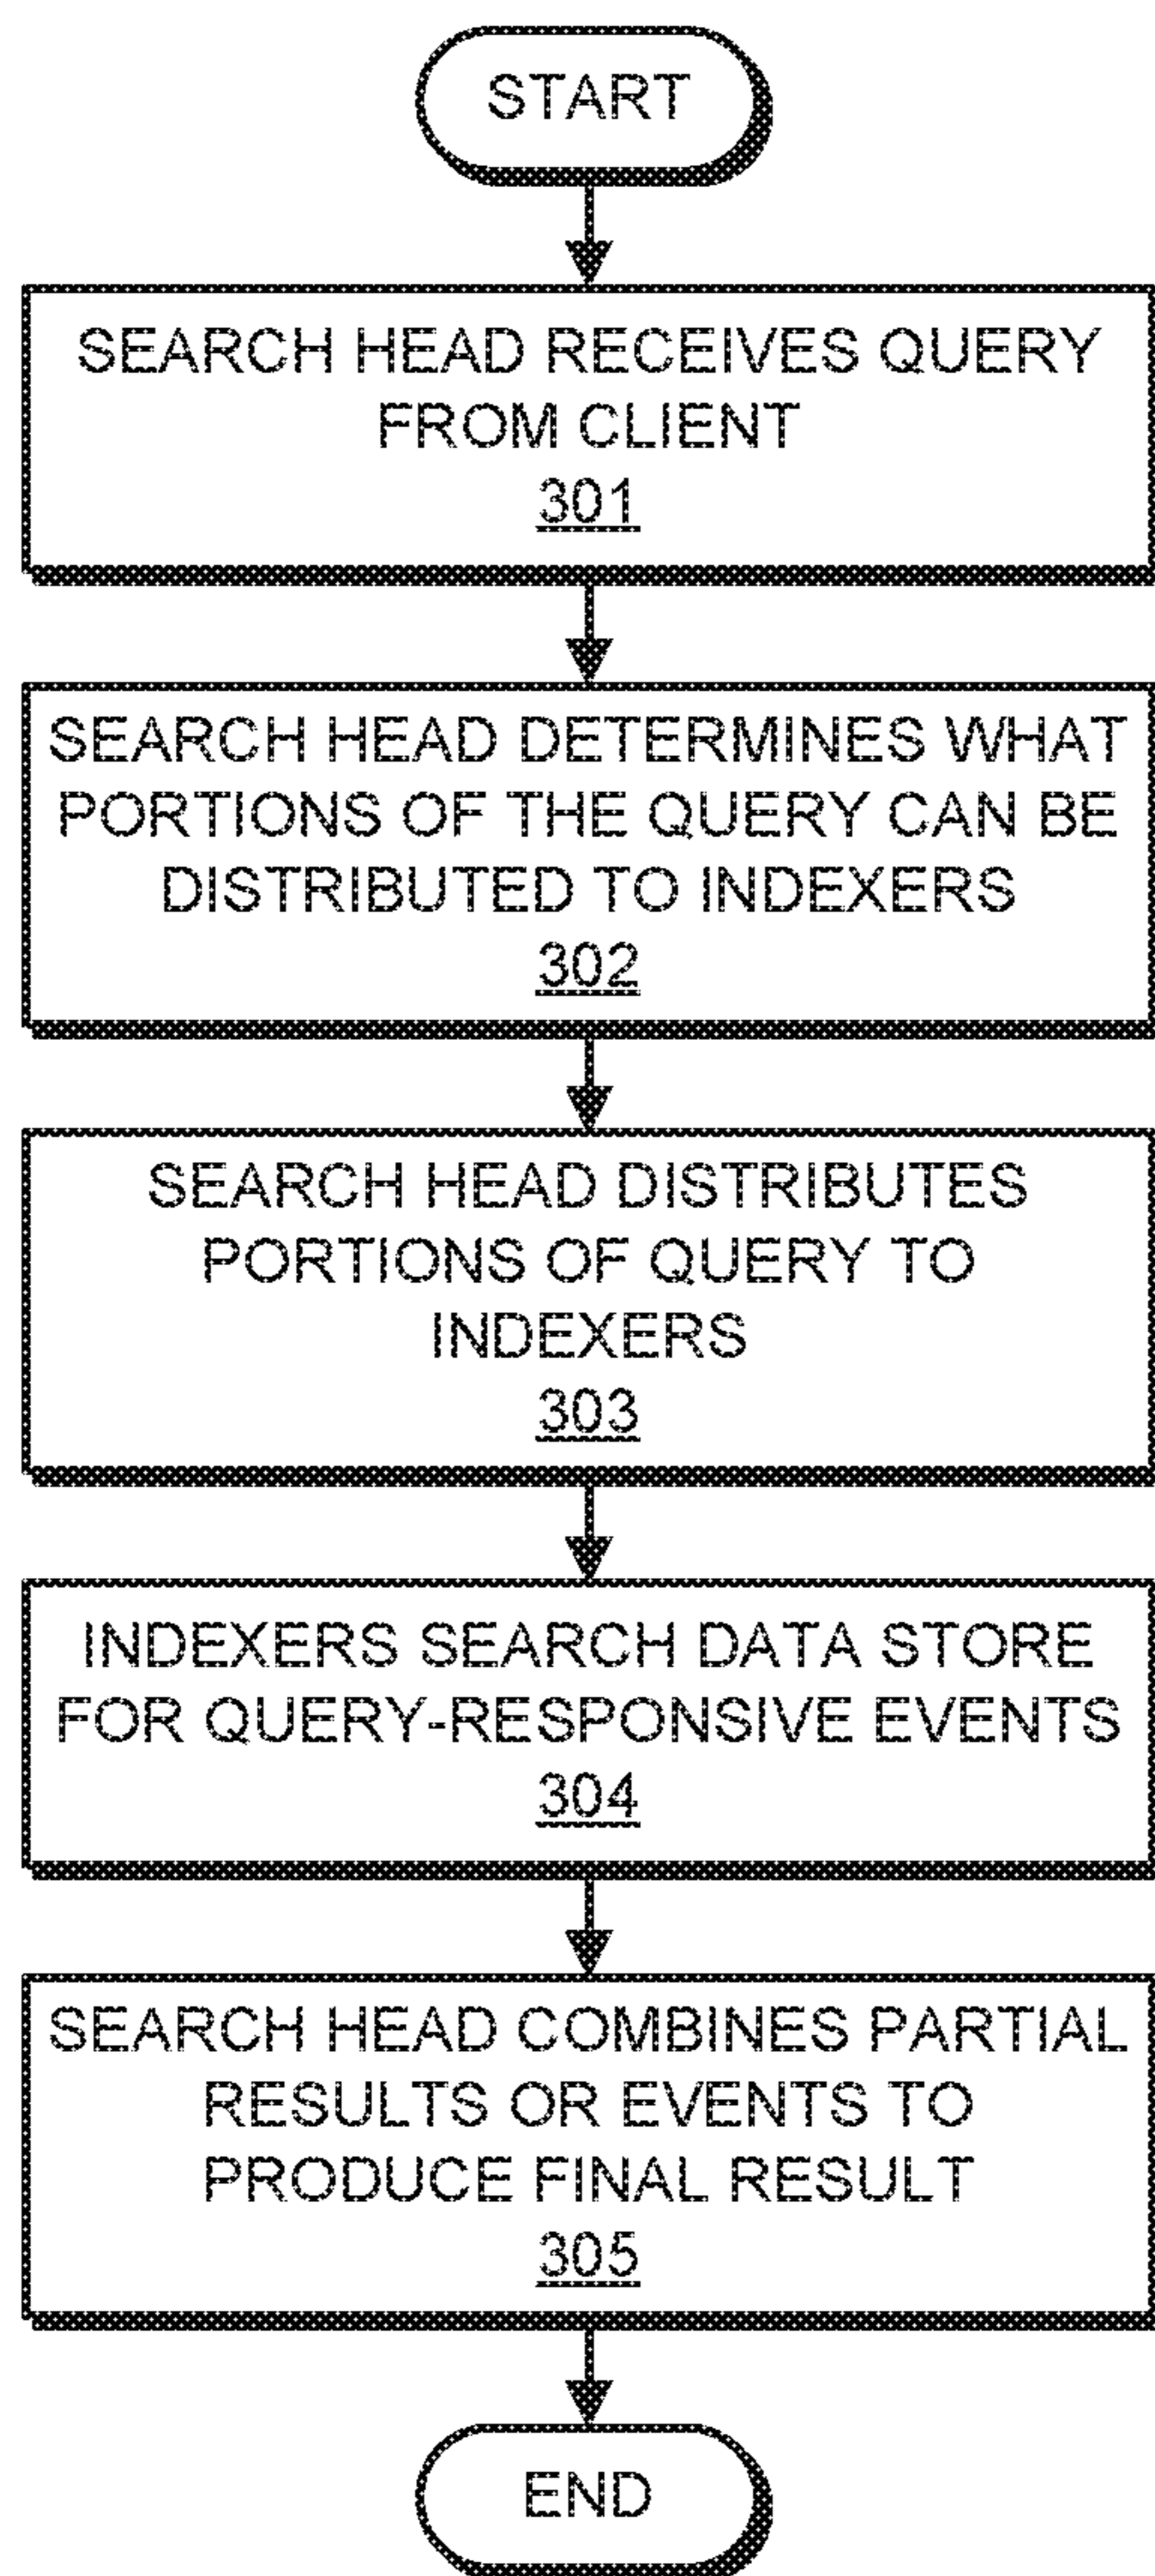 START
SEARCH HEAD RECEIVES QUERY
FROM CLIENT
301
SEARCH HEAD DETERMINES WHAT
PORTIONS OF THE QUERY CAN BE
DISTRIBUTED TO INDEXERS
302
SEARCH HEAD DISTRIBUTES
PORTIONS OF QUERY TO
INDEXERS
303
INDEXERS SEARCH DATA STORE
FOR QUERY-RESPONSIVE EVENTS
304
SEARCH HEAD COMBINES PARTIAL
RESULTS OR EVENTS TO
PRODUCE FINAL RESULT
305
END